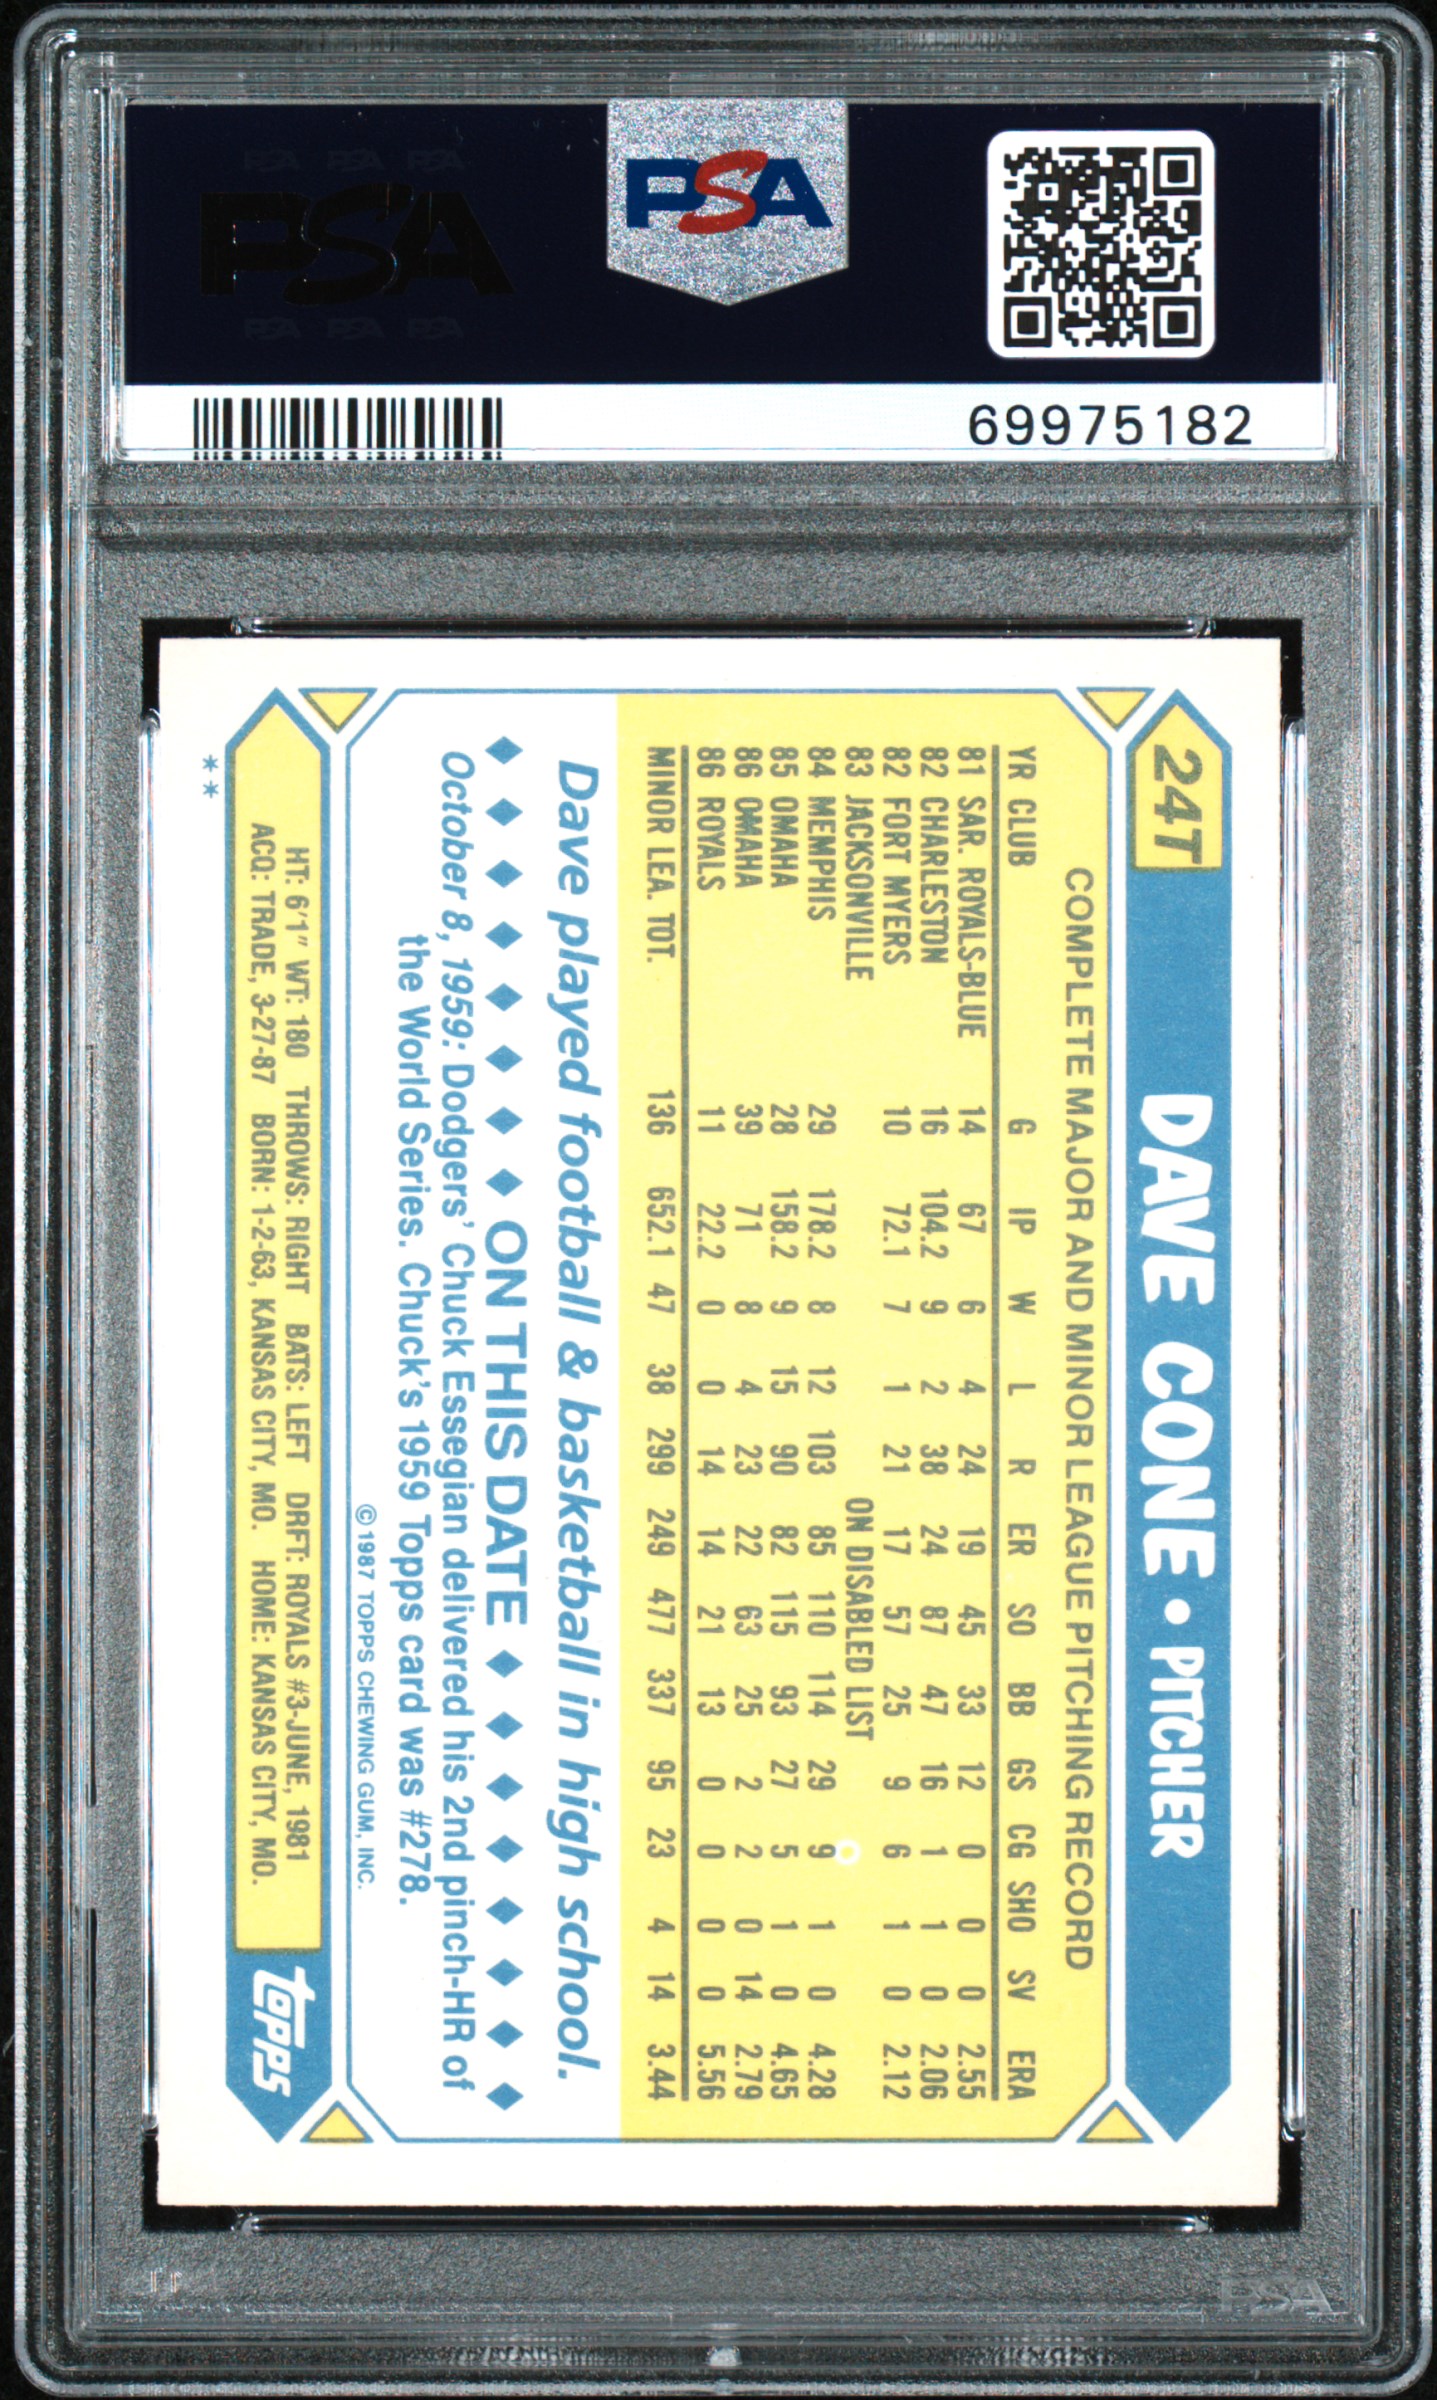 PSA PSA PSA
PSA
PSA PSA PSA
PSA
69975182
24T
DAVE CONE • PITCHER
COMPLETE MAJOR AND MINOR LEAGUE PITCHING RECORD
YR CLUB G IP W L R ER SO BB GS CG SHO SV ERA
81 SAR. ROYALS-BLUE 14 67 6 4 24 19 45 33 12 0 0 0 2.55
82 CHARLESTON 16 104.2 9 2 38 24 87 47 16 1 1 0 2.06
82 FORT MYERS 10 72.1 7 1 21 17 57 25 9 6 1 0 2.12
83 JACKSONVILLE ON DISABLED LIST
84 MEMPHIS 29 178.2 8 12 103 85 110 114 29 9 1 0 4.28
85 OMAHA 28 158.2 9 15 90 82 115 93 27 5 1 0 4.65
86 OMAHA 39 71 8 4 23 22 63 25 2 2 0 14 2.79
86 ROYALS 11 22.2 0 0 14 14 21 13 0 0 0 0 5.56
MINOR LEA. TOT. 136 652.1 47 38 299 249 477 337 95 23 4 14 3.44
Dave played football & basketball in high school.
ON THIS DATE
October 8, 1959: Dodgers' Chuck Essegian delivered his 2nd pinch-HR of
the World Series. Chuck's 1959 Topps card was #278.
©1987 TOPPS CHEWING GUM, INC.
HT: 6'1" WT: 180 THROWS: RIGHT BATS: LEFT DRFT: ROYALS #3-JUNE, 1981
ACQ: TRADE, 3-27-87 BORN: 1-2-63, KANSAS CITY, MO. HOME: KANSAS CITY, MO.
topps
**
PSA